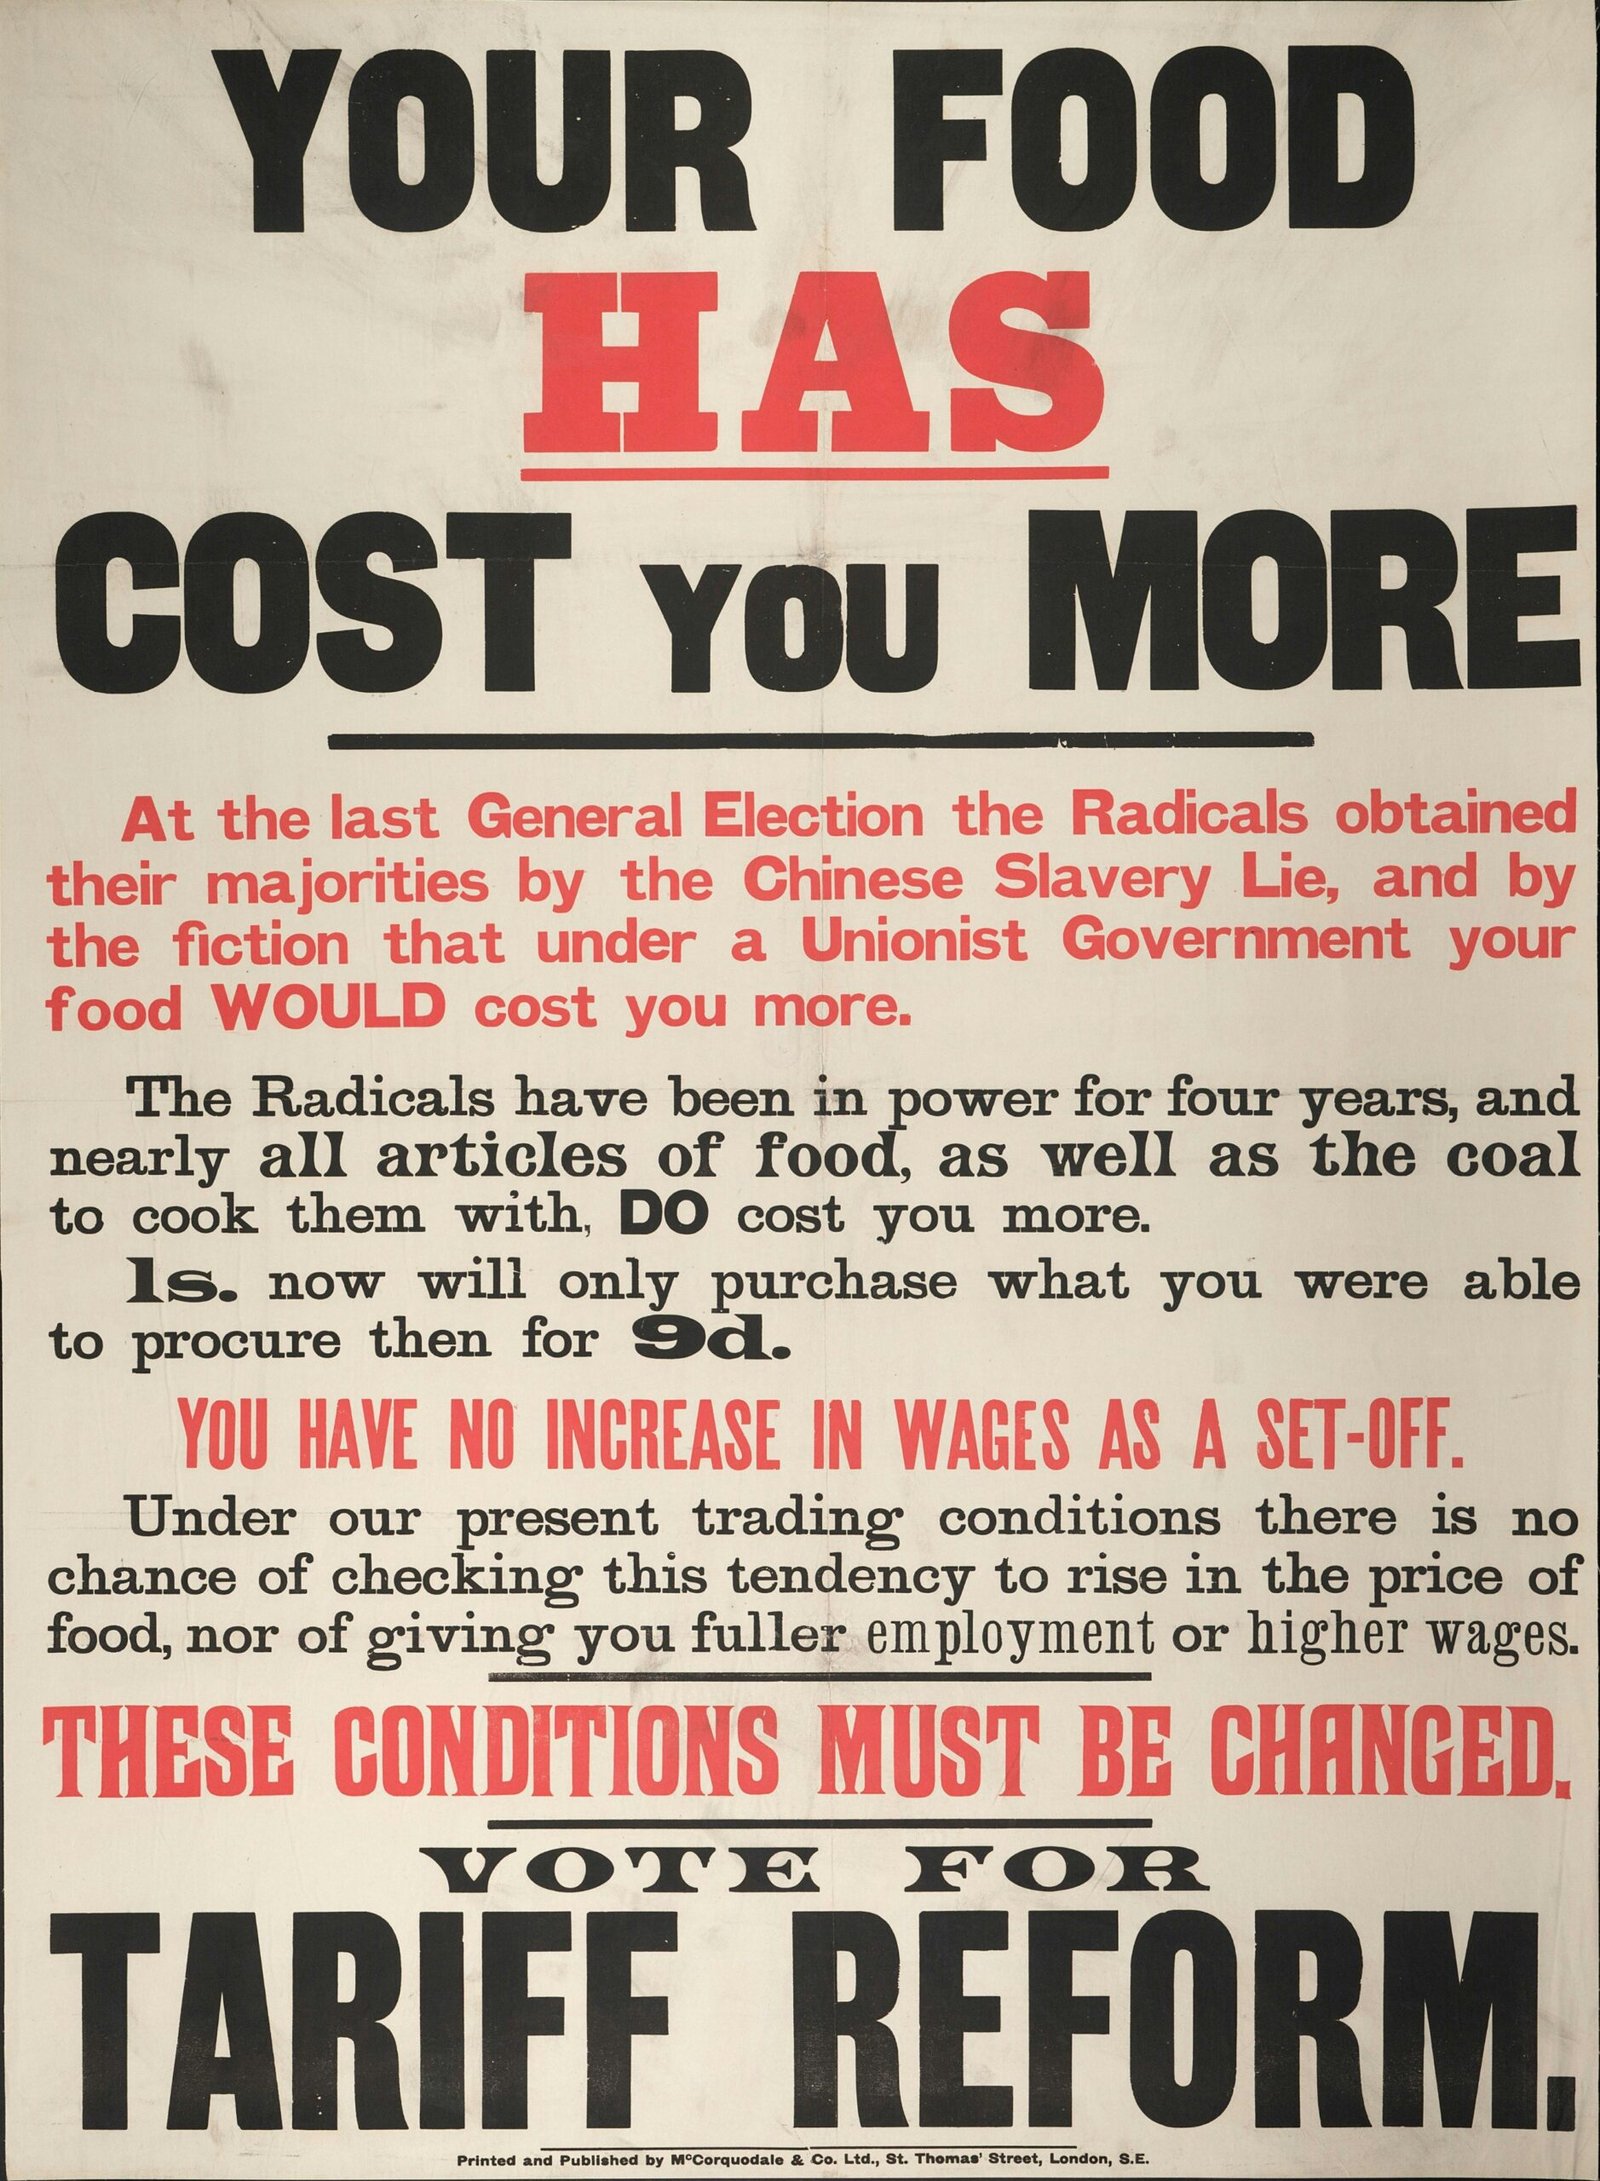 YOUR FOOD
HAS
COST YOU MORE
At the last General Election the Radicals obtained
their majorities by the Chinese Slavery Lie, and by
the fiction that under a Unionist Government your
food WOULD cost you more.
The Radicals have been in power for four years, and
nearly all articles of food, as well as the coal
to cook them with, DO cost you more.
1s. now will only purchase what you were able
to procure then for 9d.
YOU HAVE NO INCREASE IN WAGES AS A SET-OFF.
Under our present trading conditions there is no
chance of checking this tendency to rise in the price of
food, nor of giving you fuller employment or higher wages.
THESE CONDITIONS MUST BE CHANGED.
VOTE FOR
TARIFF REFORM.
Printed and Published by McCorquodale & Co. Ltd., St. Thomas' Street, London, S.E.